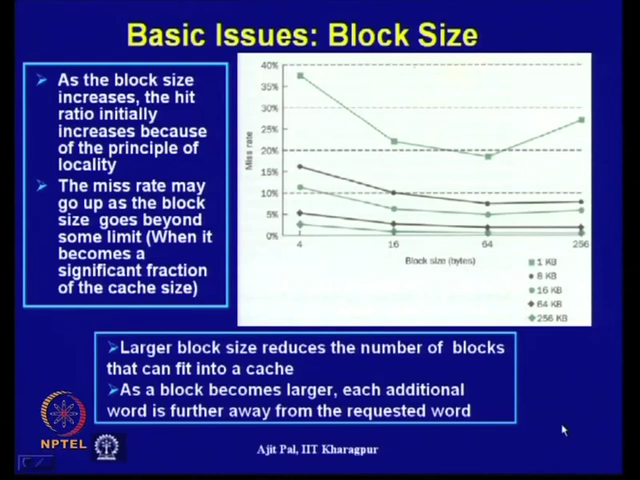 Basic Issues: Block Size
As the block size
increases, the hit
ratio initially
increases because
of the principle of
locality
The miss rate may
go up as the block
size goes beyond
some limit (When it
becomes a
significant fraction
of the cache size)
40%
35%
30%
25%
20%
15%
10%
5%
0%
Miss rate
4
16
64
256
Block size (bytes)
1 KB
8 KB
16 KB
64 KB
256 KB
Larger block size reduces the number of blocks
that can fit into a cache
As a block becomes larger, each additional
word is further away from the requested word
NPTEL
Ajit Pal, IIT Kharagpur